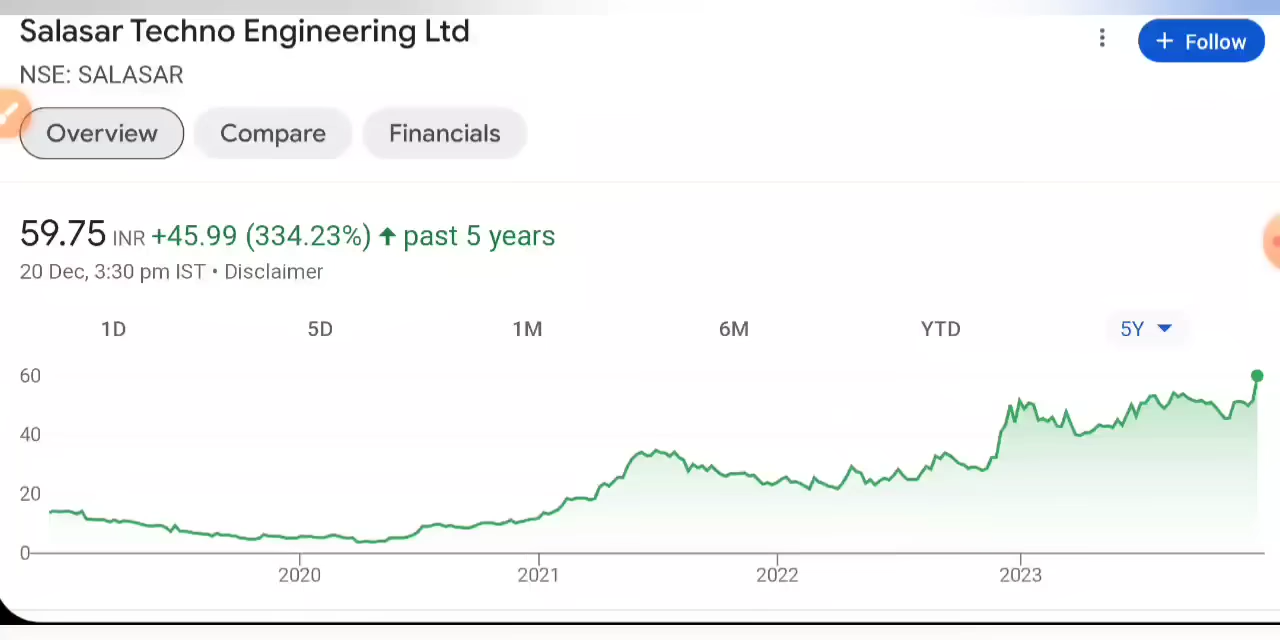 Salasar Techno Engineering Ltd
+ Follow
NSE: SALASAR
Overview Compare Financials
59.75 INR +45.99 (334.23%) ↑ past 5 years
20 Dec, 3:30 pm IST • Disclaimer
1D 5D 1M 6M YTD 5Y
60
40
20
0
2020 2021 2022 2023